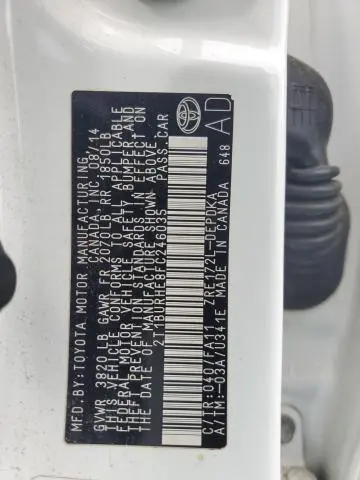 MFD. BY: TOYOTA MOTOR MANUFACTURING
CANADA, INC. 08/14
GVWR 3820 LB GAWR FR 2070LB RR 1850LB
THIS VEHICLE CONFORMS TO ALL APPLICABLE
FEDERAL MOTOR VEHICLE SAFETY, BUMPER, AND
THEFT PREVENTION STANDARDS IN EFFECT ON
THE DATE OF MANUFACTURE SHOWN ABOVE.
2T1BURHE8FC246035 PASS.CAR
C/TR:040/FA11 ZRE172L-DEPDKA
A/TM:-03A/U341E MADE IN CANADA 648
AD